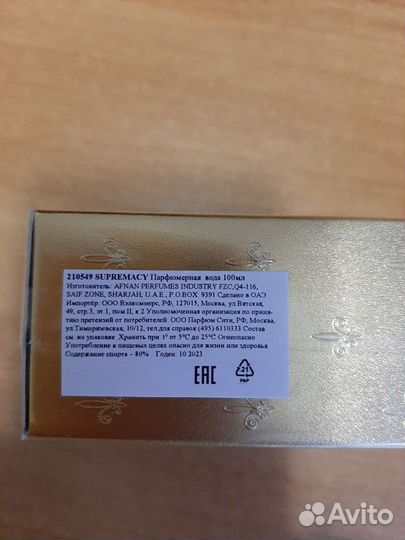 210549 SUPREMACY Парфюмерная вода 100мл
Изготовитель: AFNAN PERFUMES INDUSTRY FZC,Q4-116,
SAIF ZONE, SHARJAH, U.A.E., P.O.BOX 9391 Сделано в ОАЭ
Импортёр: ООО Вэлкоммерс, РФ, 127015, Москва, ул.Вятская,
49, стр.3, эт.1, пом.II, к.2 Уполномоченная организация по приня-
тию претензий от потребителей: ООО Парфюм Сити, РФ, Москва,
ул.Тимирязевская, 10/12, тел.для справок (495) 6110333 Состав
см. на упаковке Хранить при t° от 5°С до 25°С Огнеопасно
Употребление в пищевых целях опасно для жизни или здоровья
Содержание спирта – 80% Годен: 10.2023
EAC
21
PAP
Avito